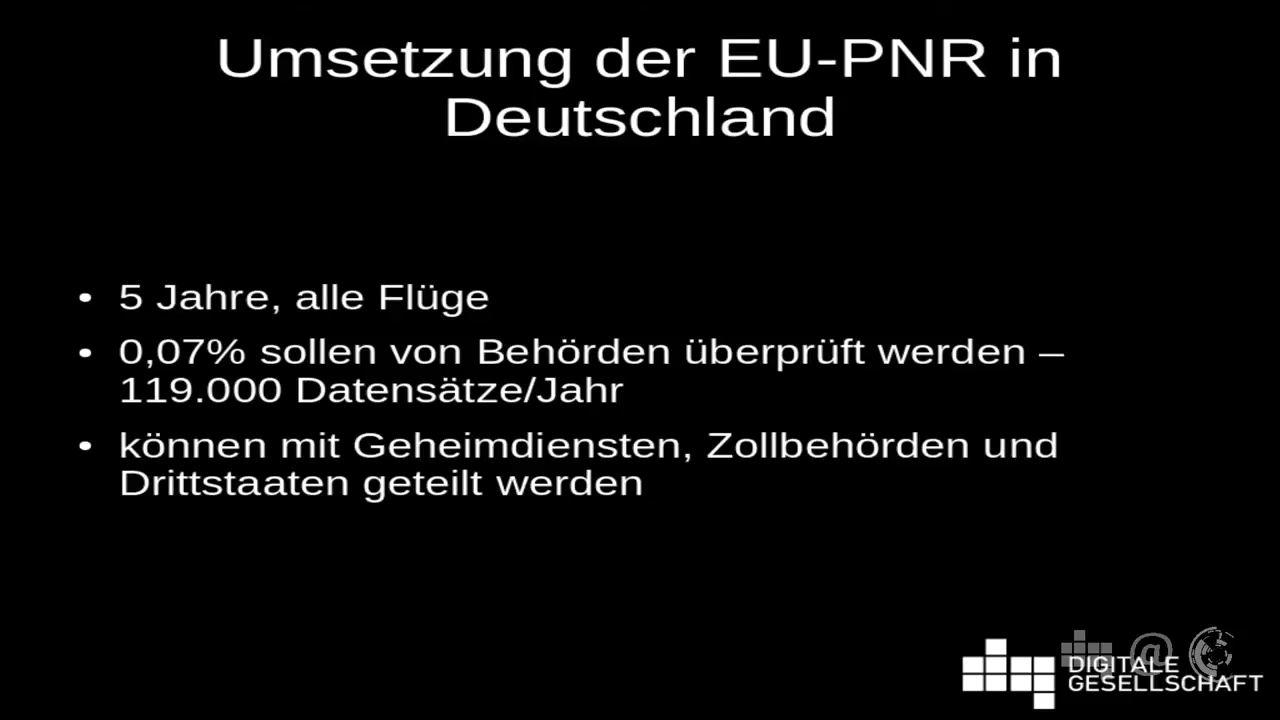 Umsetzung der EU-PNR in
Deutschland
• 5 Jahre, alle Flüge
• 0,07% sollen von Behörden überprüft werden –
119.000 Datensätze/Jahr
• können mit Geheimdiensten, Zollbehörden und
Drittstaaten geteilt werden
@
DIGITALE
GESELLSCHAFT